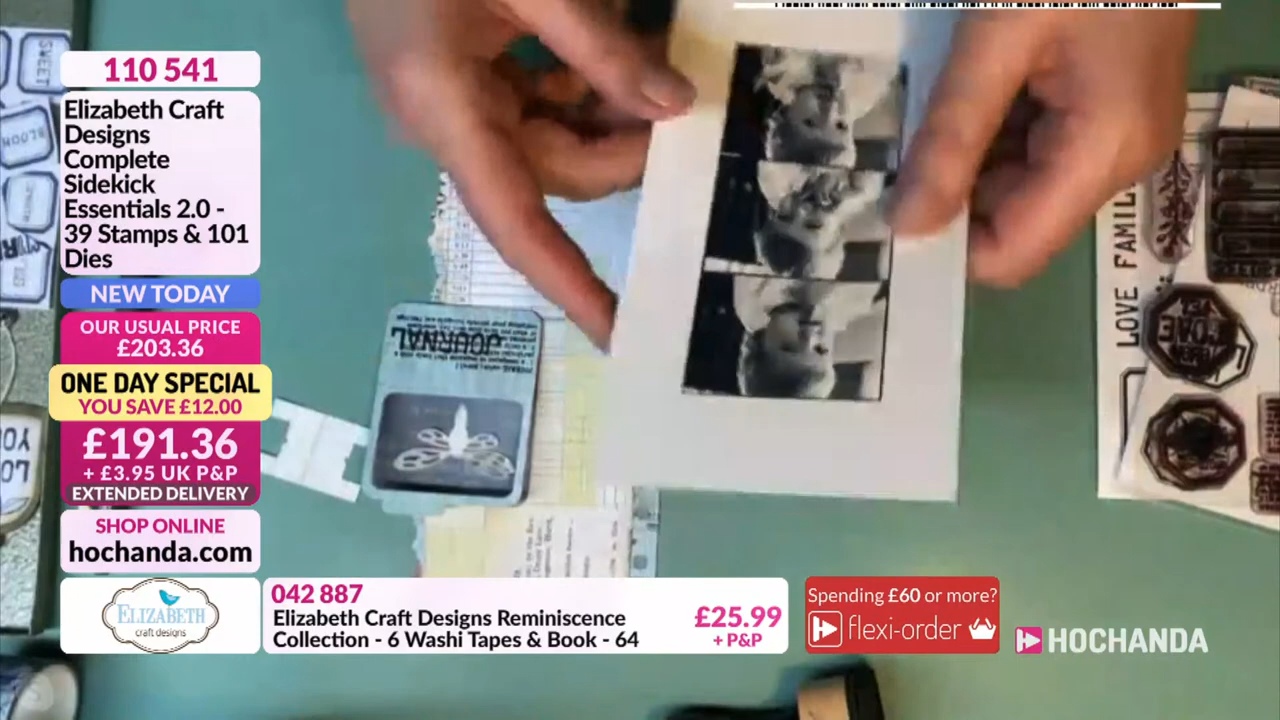 110 541
Elizabeth Craft
Designs
Complete
Sidekick
Essentials 2.0 -
39 Stamps & 101
Dies
NEW TODAY
OUR USUAL PRICE
£203.36
ONE DAY SPECIAL
YOU SAVE £12.00
£191.36
+ £3.95 UK P&P
EXTENDED DELIVERY
SHOP ONLINE
hochanda.com
ELIZABETH
craft designs
042 887
Elizabeth Craft Designs Reminiscence
Collection - 6 Washi Tapes & Book - 64
£25.99
+ P&P
Spending £60 or more?
flexi-order
HOCHANDA
JOURNAL
LOVE FAMIL
SWEET